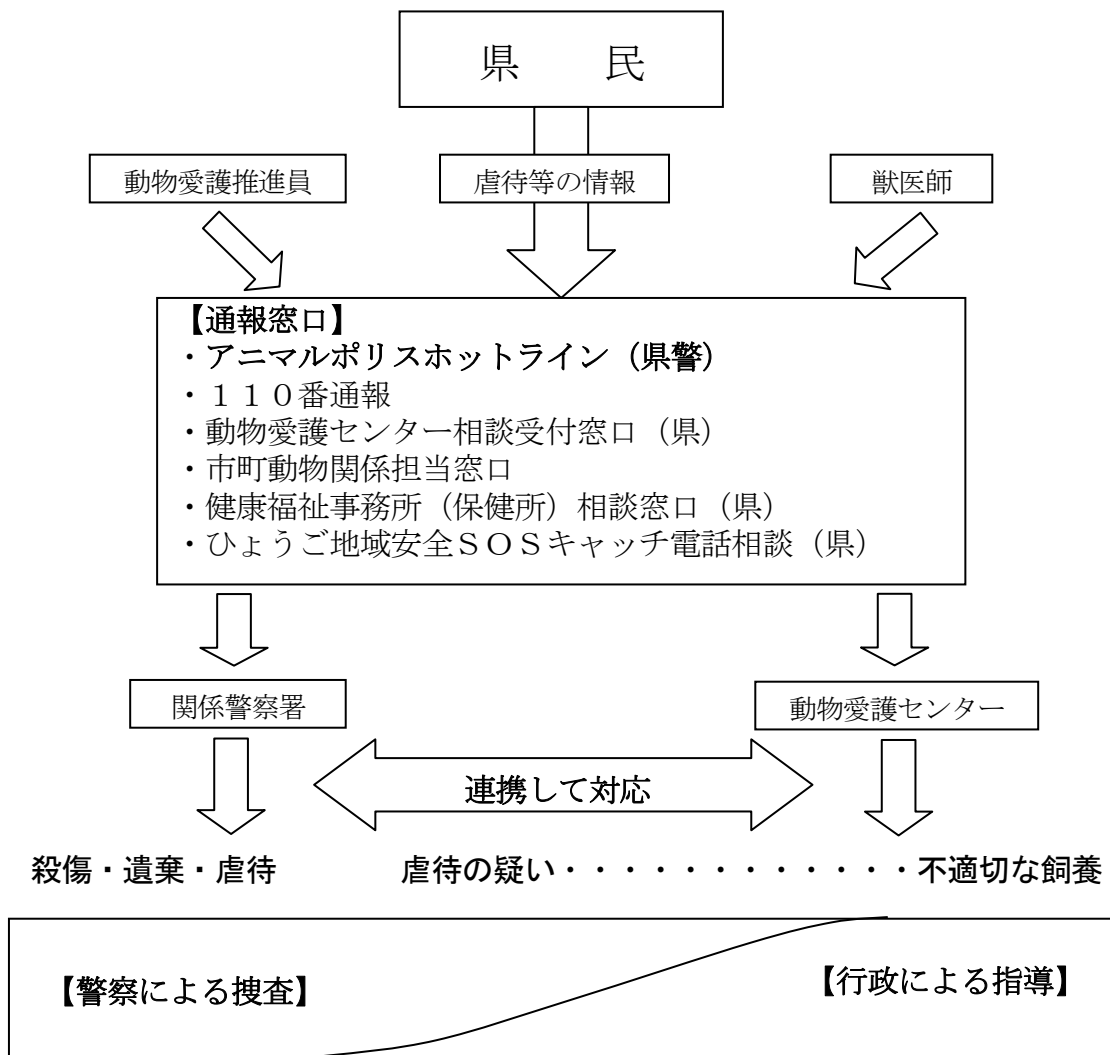 県　　民
動物愛護推進員
虐待等の情報
獣医師
【通報窓口】
・アニマルポリスホットライン（県警）
・１１０番通報
・動物愛護センター相談受付窓口（県）
・市町動物関係担当窓口
・健康福祉事務所（保健所）相談窓口（県）
・ひょうご地域安全ＳＯＳキャッチ電話相談（県）
関係警察署
動物愛護センター
連携して対応
殺傷・遺棄・虐待
虐待の疑い・・・・・・・・・・・・不適切な飼養
【警察による捜査】
【行政による指導】